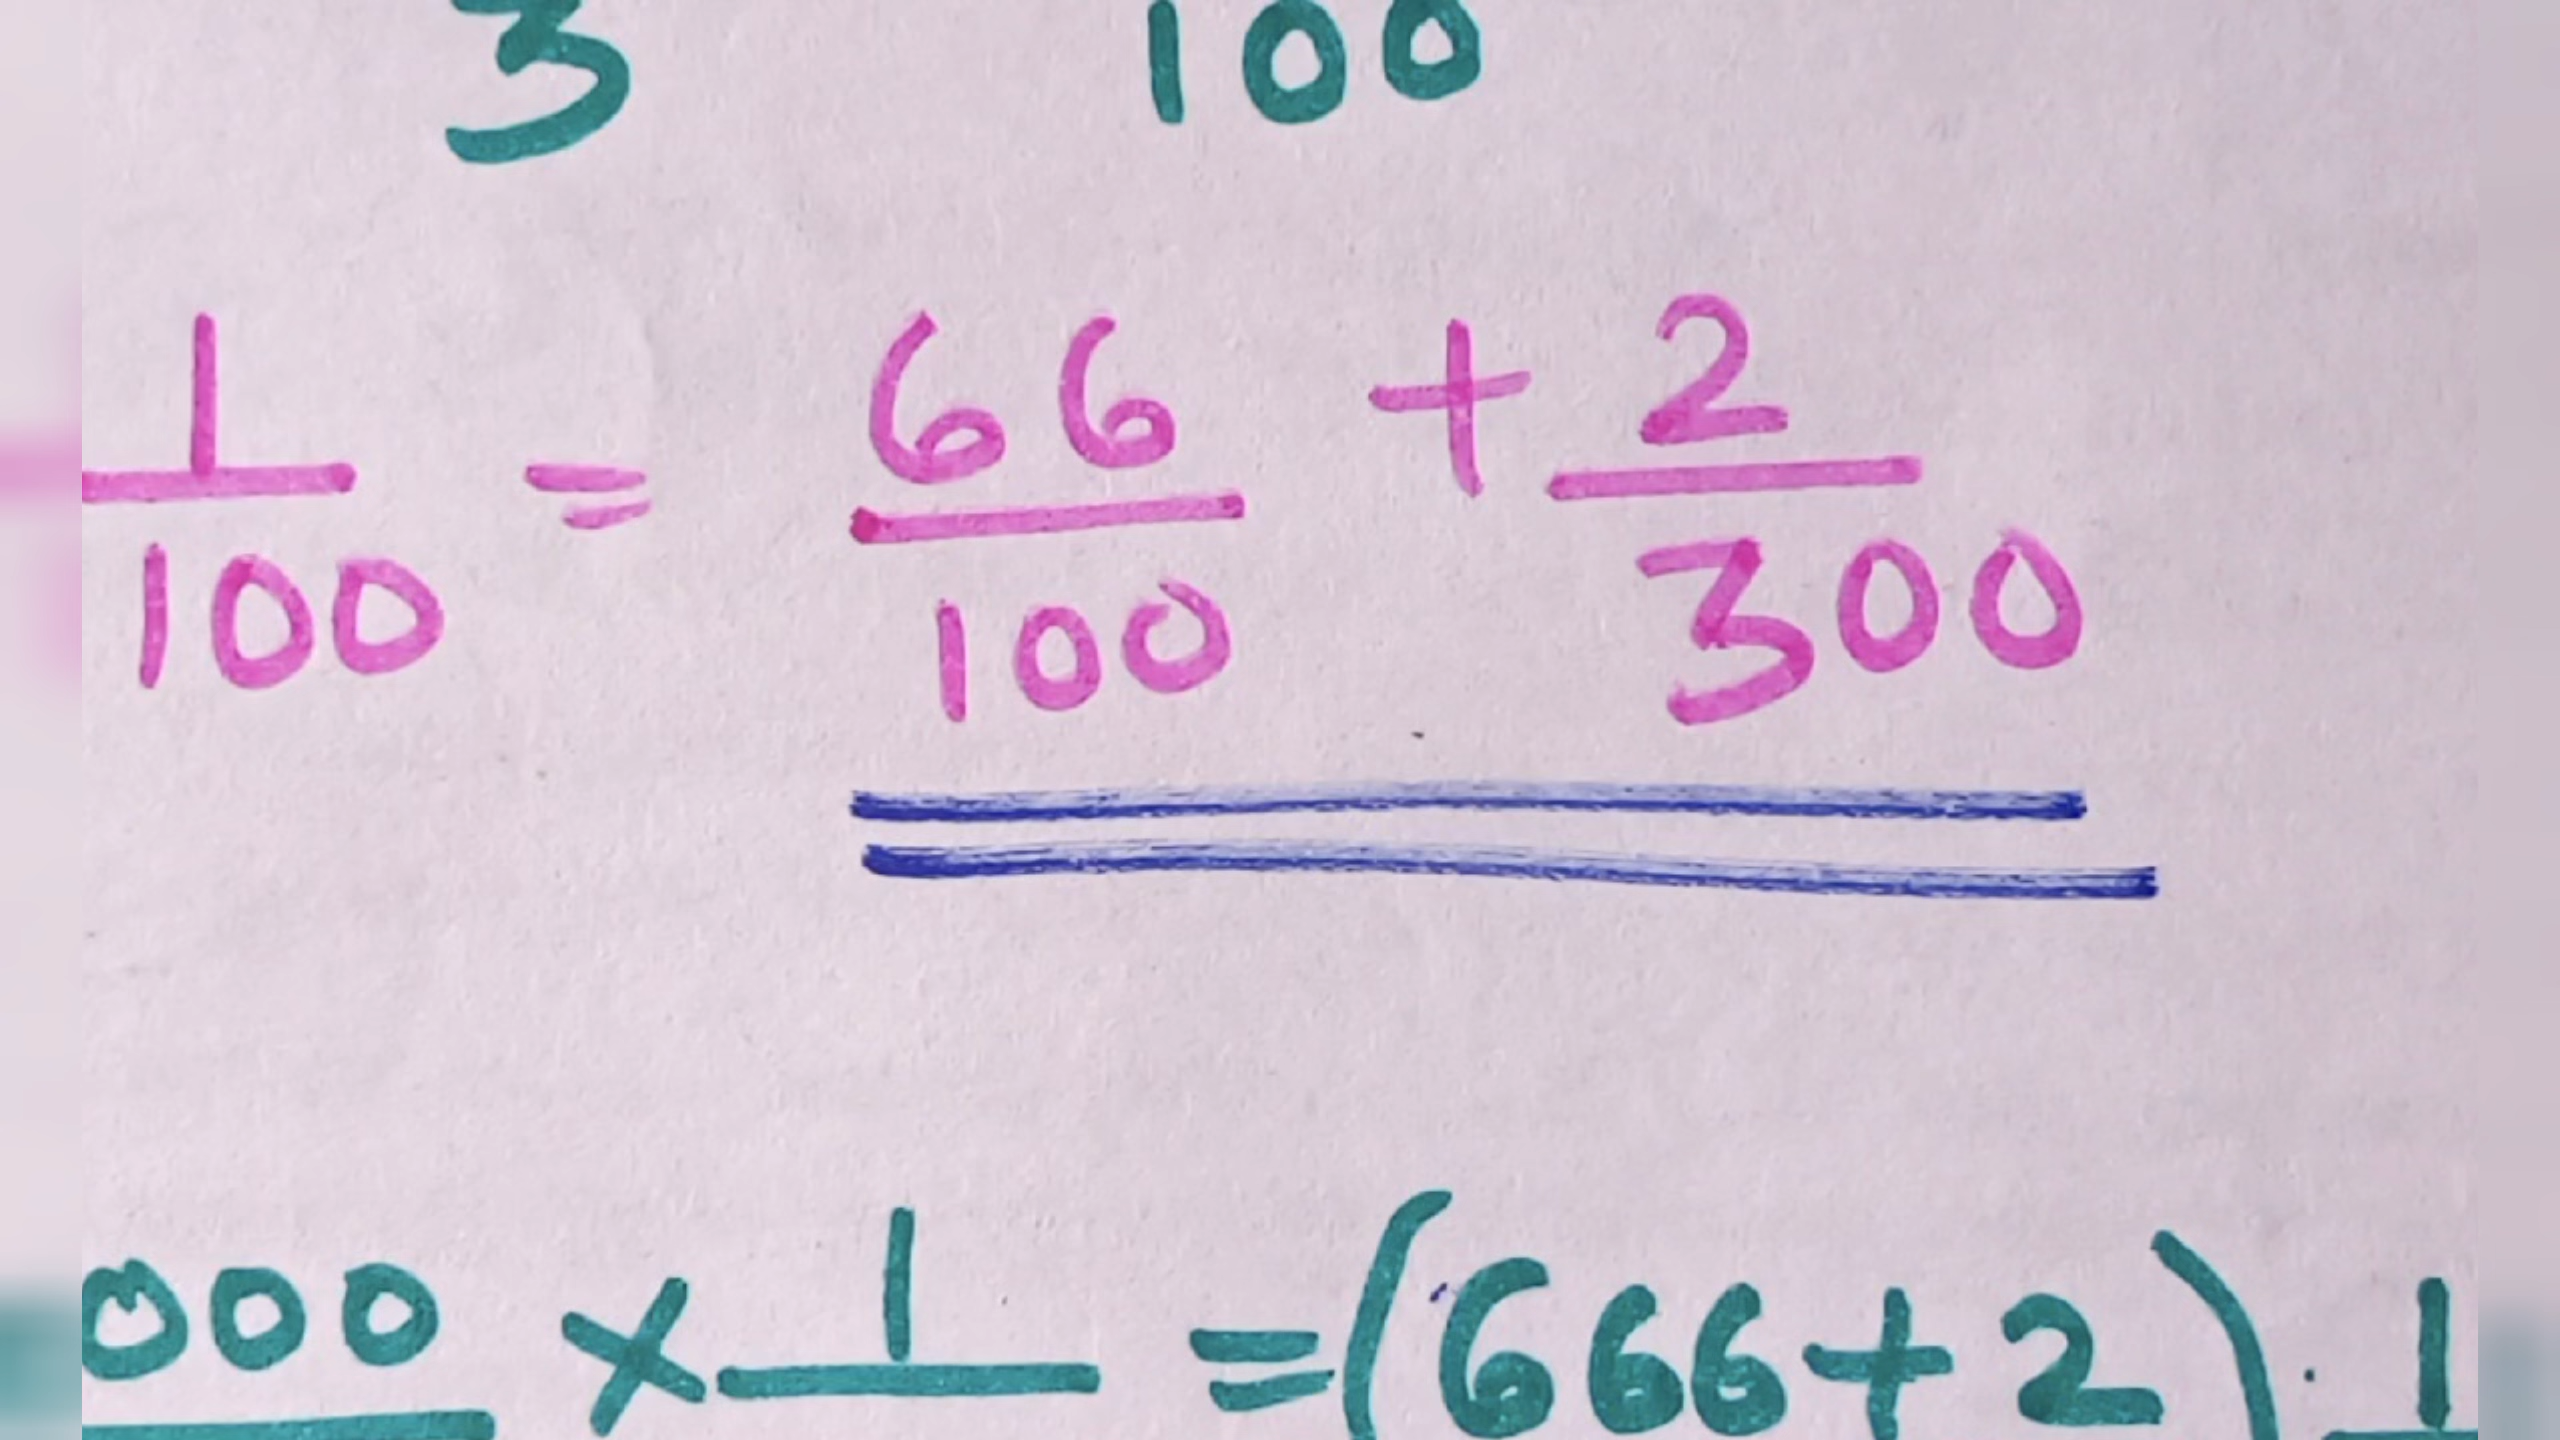 3 100
1/100 = 66/100 + 2/300
000 × 1 = (666+2) · 1